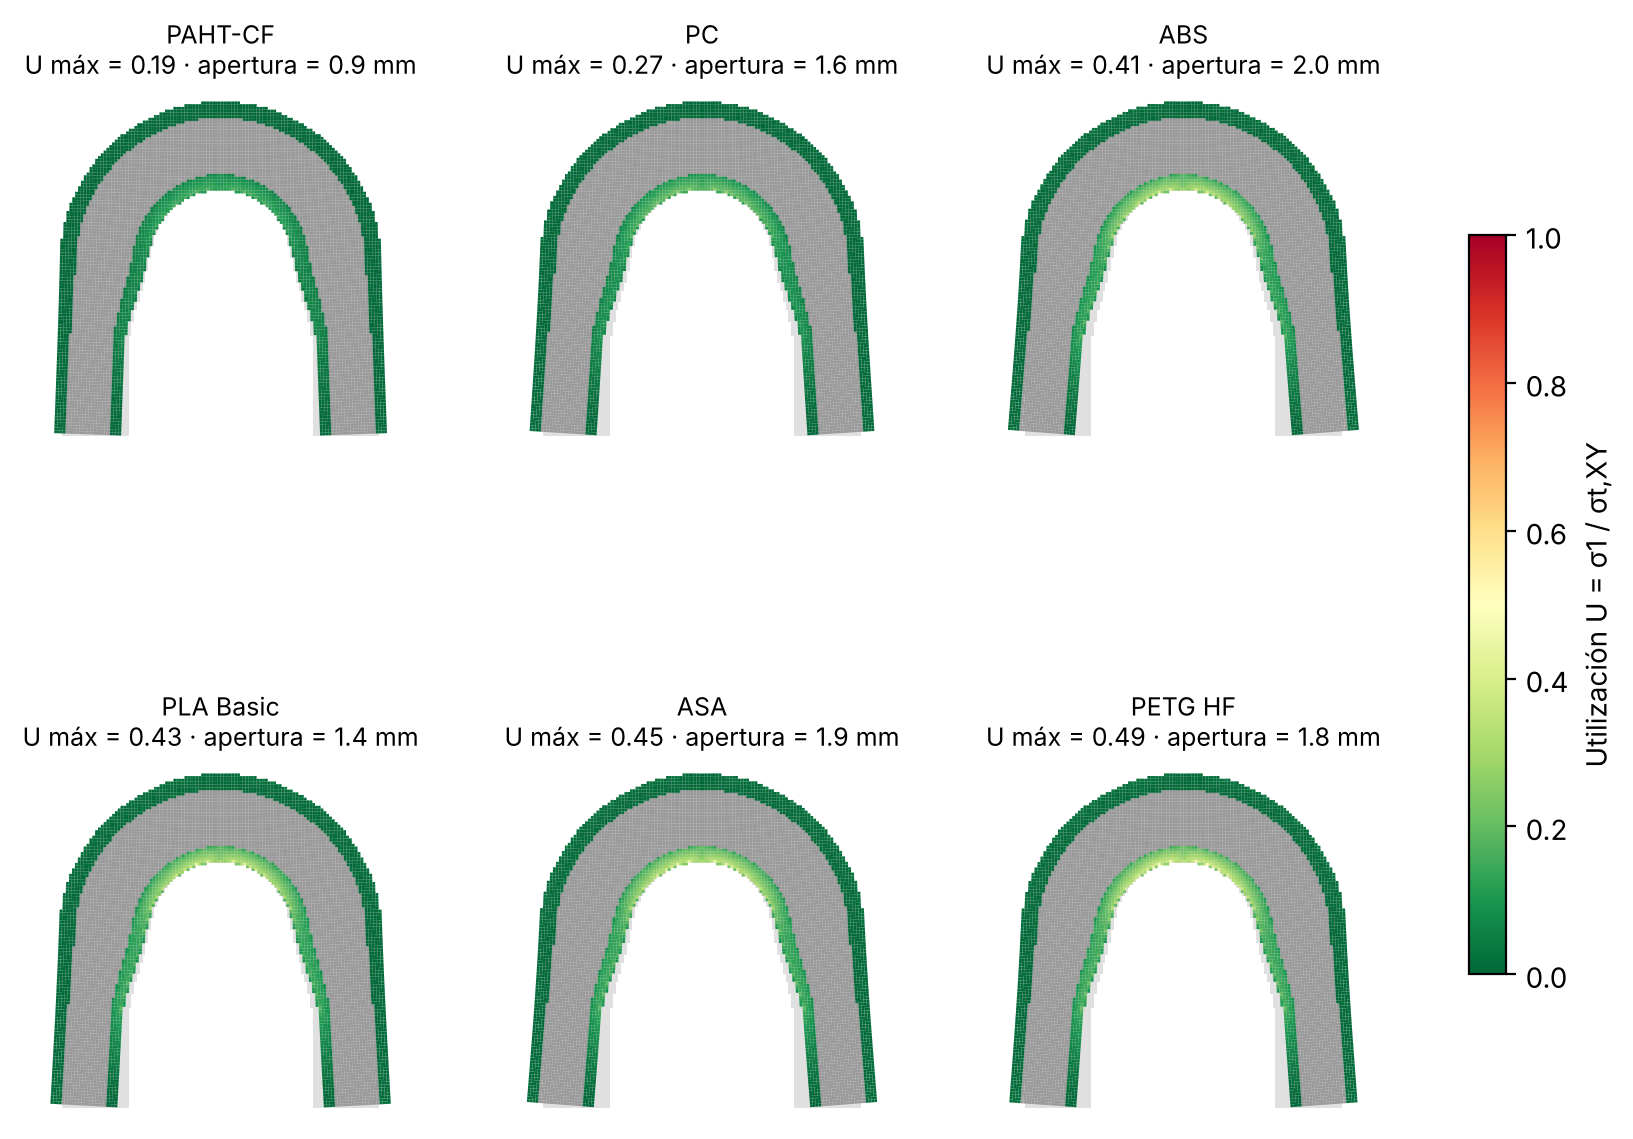 PAHT-CF
U máx = 0.19 · apertura = 0.9 mm
PC
U máx = 0.27 · apertura = 1.6 mm
ABS
U máx = 0.41 · apertura = 2.0 mm
PLA Basic
U máx = 0.43 · apertura = 1.4 mm
ASA
U máx = 0.45 · apertura = 1.9 mm
PETG HF
U máx = 0.49 · apertura = 1.8 mm
1.0
0.8
0.6
0.4
0.2
0.0
Utilización U = σ1 / σt,XY